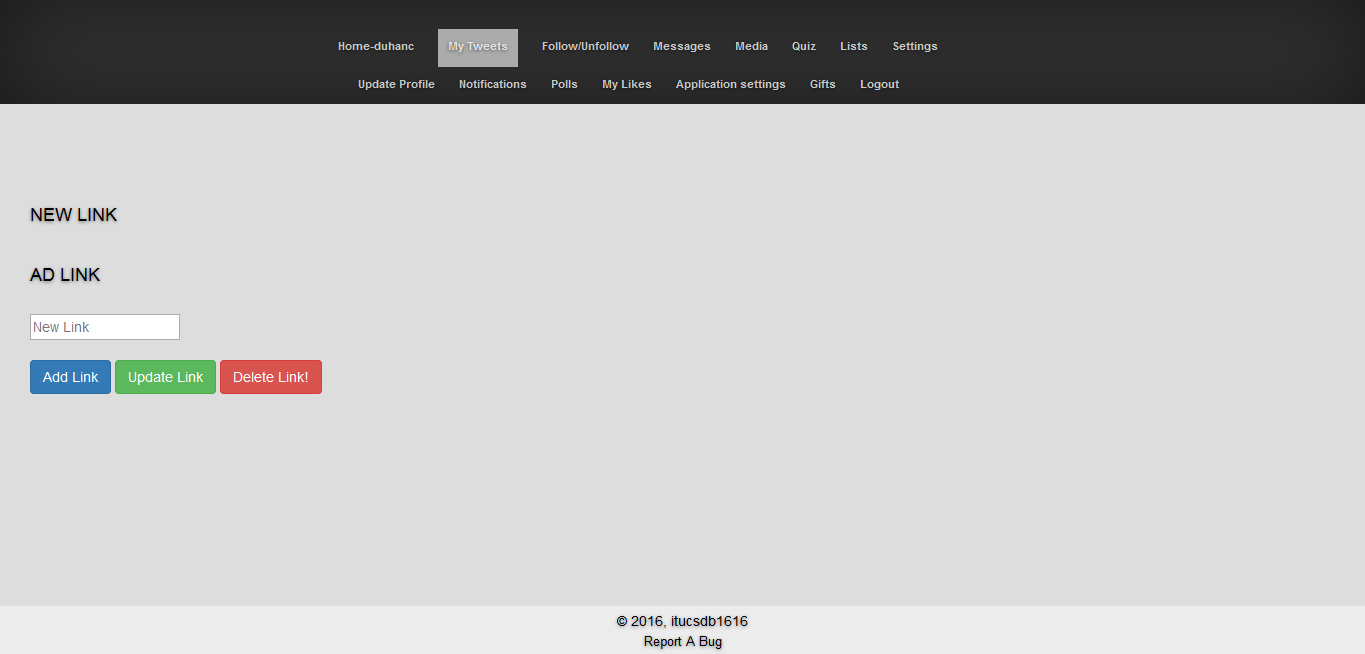 Home-duhanc My Tweets Follow/Unfollow Messages Media Quiz Lists Settings
Update Profile Notifications Polls My Likes Application settings Gifts Logout
NEW LINK
AD LINK
New Link
Add Link Update Link Delete Link!
© 2016, itucsdb1616
Report A Bug